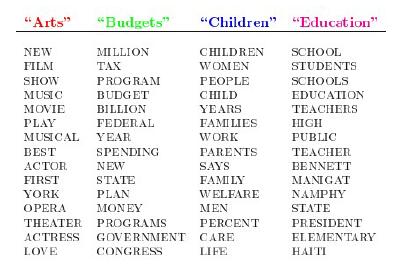 “Arts” “Budgets” “Children” “Education”
NEW MILLION CHILDREN SCHOOL
FILM TAX WOMEN STUDENTS
SHOW PROGRAM PEOPLE SCHOOLS
MUSIC BUDGET CHILD EDUCATION
MOVIE BILLION YEARS TEACHERS
PLAY FEDERAL FAMILIES HIGH
MUSICAL YEAR WORK PUBLIC
BEST SPENDING PARENTS TEACHER
ACTOR NEW SAYS BENNETT
FIRST STATE FAMILY MANIGAT
YORK PLAN WELFARE NAMPHY
OPERA MONEY MEN STATE
THEATER PROGRAMS PERCENT PRESIDENT
ACTRESS GOVERNMENT CARE ELEMENTARY
LOVE CONGRESS LIFE HAITI